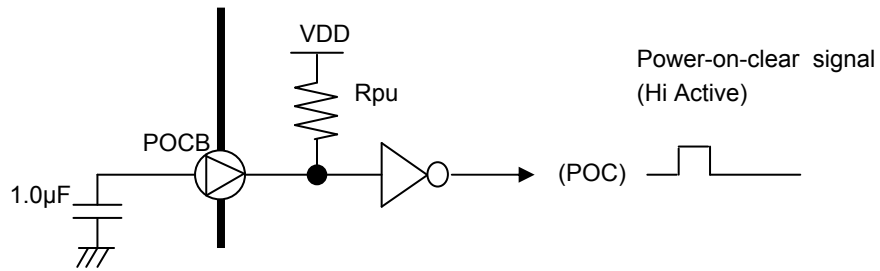 VDD
Power-on-clear signal
(Hi Active)
Rpu
POCB
(POC)
1.0µF